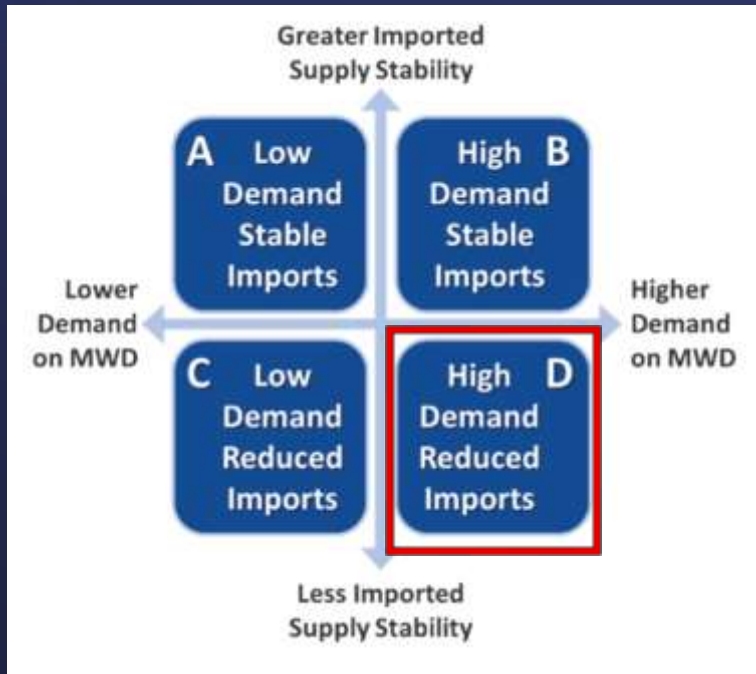 Greater Imported
Supply Stability
A Low
Demand
Stable
Imports
High B
Demand
Stable
Imports
Lower
Demand
on MWD
Higher
Demand
on MWD
C Low
Demand
Reduced
Imports
High D
Demand
Reduced
Imports
Less Imported
Supply Stability